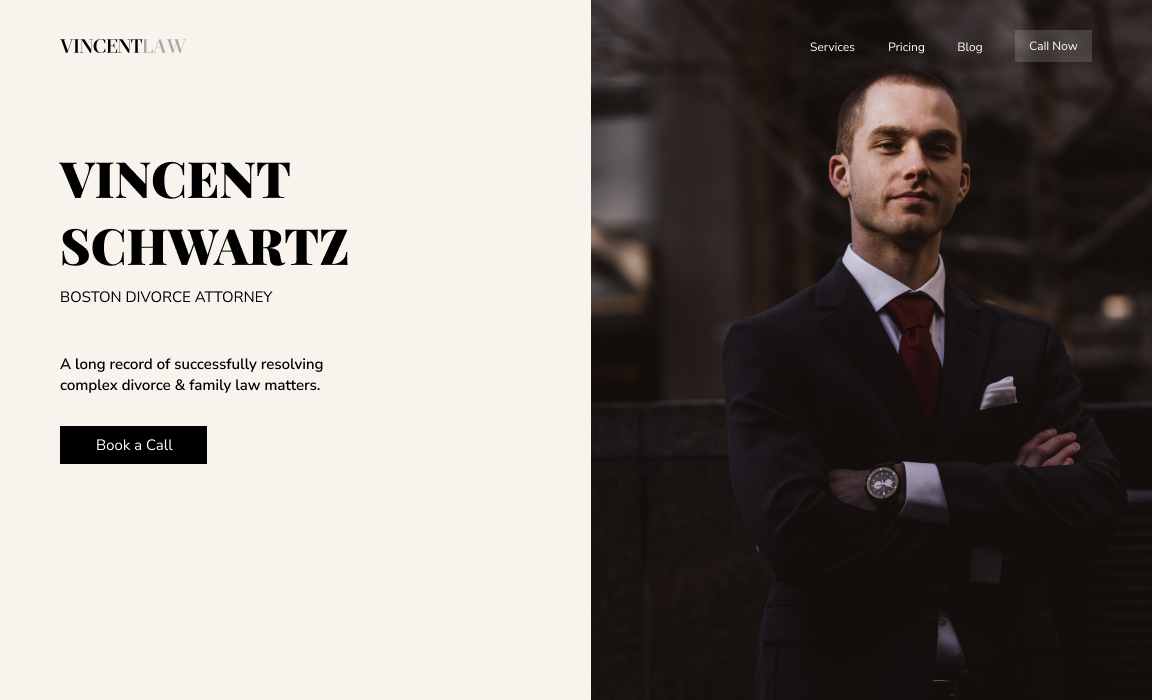 VINCENTLAW
Services
Pricing
Blog
Call Now
VINCENT
SCHWARTZ
BOSTON DIVORCE ATTORNEY
A long record of successfully resolving
complex divorce & family law matters.
Book a Call